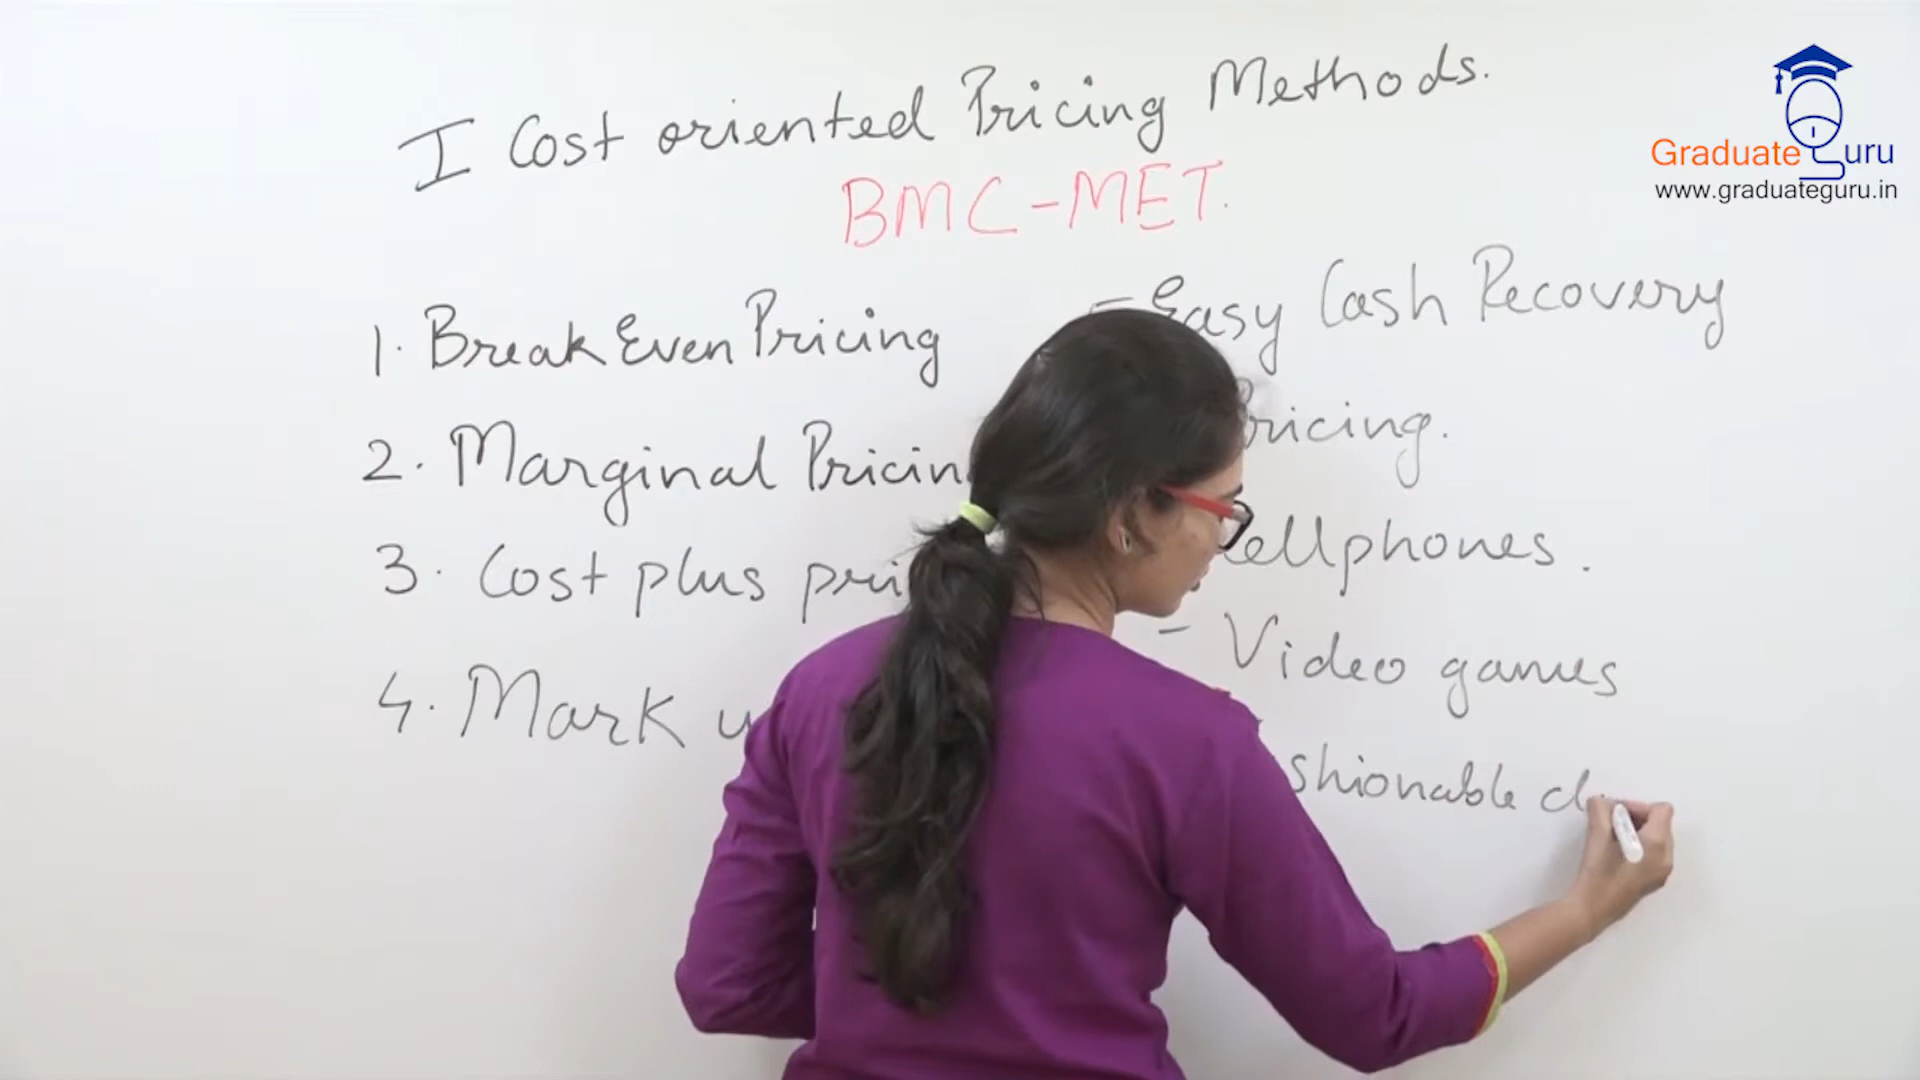 I Cost oriented Pricing Methods.
BMC-MET.
1. Break Even Pricing
2. Marginal Pricin
3. Cost plus pri
4. Mark u
- Easy Cash Recovery
Pricing.
cellphones.
- Video games
shionable cl
Graduate Guru
www.graduateguru.in